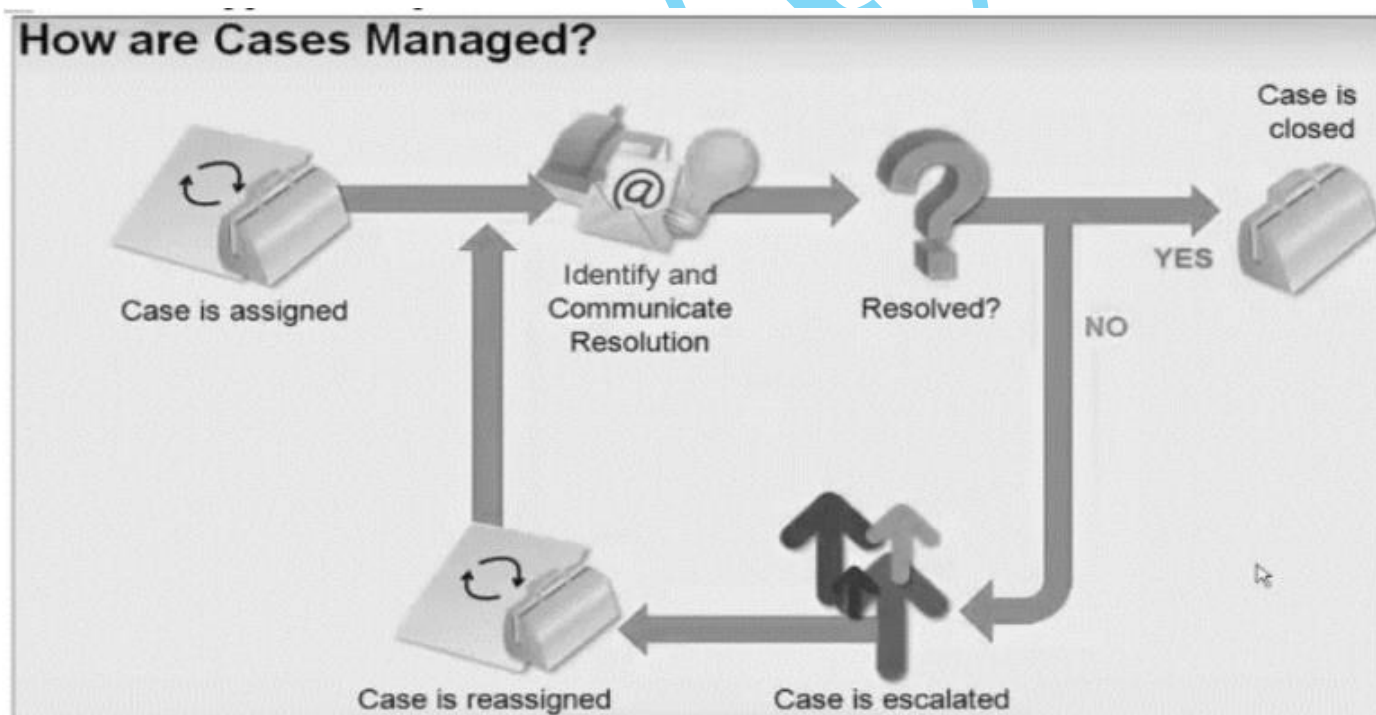 How are Cases Managed?
Case is
closed
Case is assigned
@
Identify and
Communicate
Resolution
Resolved?
YES
NO
Case is reassigned
Case is escalated